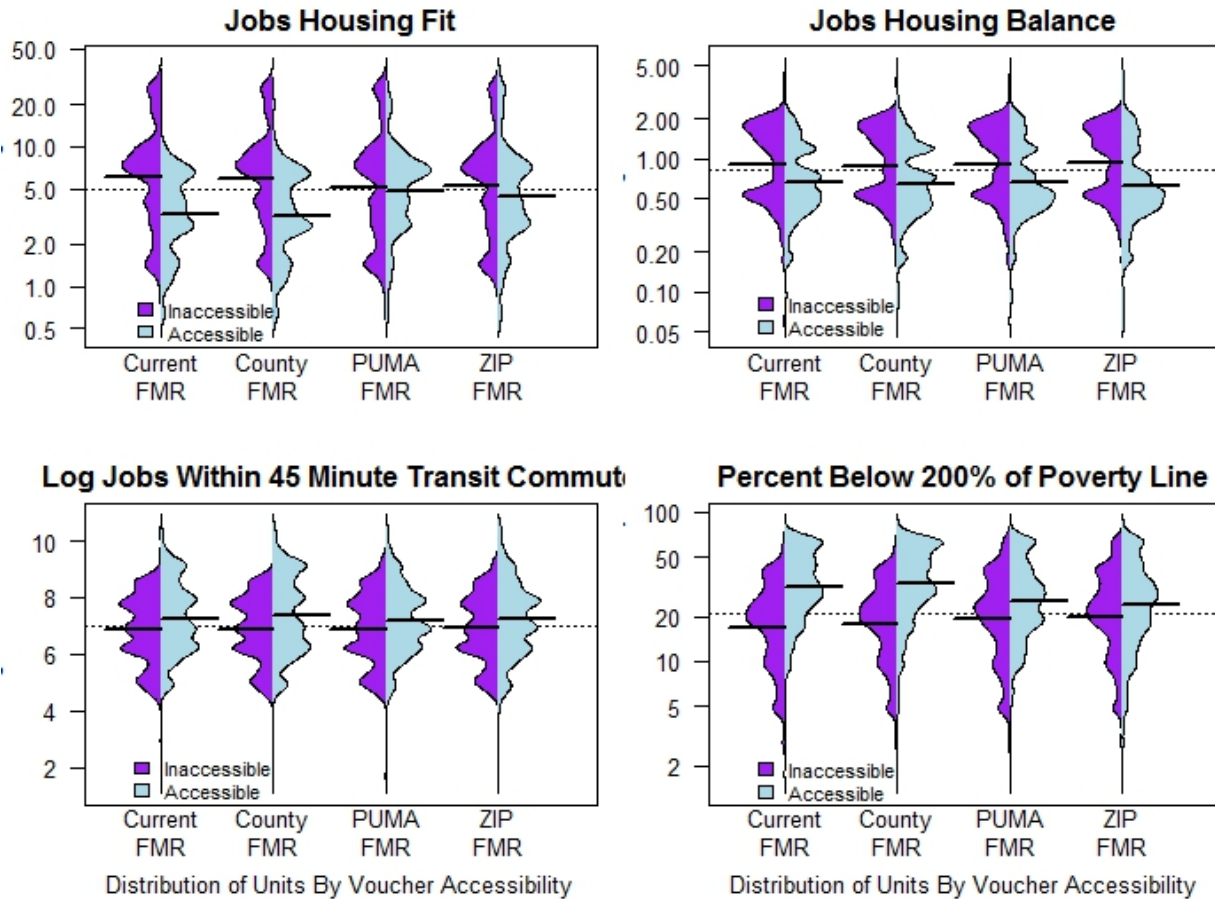 Jobs Housing Fit
50.0
20.0
10.0
5.0
2.0
1.0
0.5
Inaccessible
Accessible
Current FMR
County FMR
PUMA FMR
ZIP FMR
Jobs Housing Balance
5.00
2.00
1.00
0.50
0.20
0.10
0.05
Inaccessible
Accessible
Current FMR
County FMR
PUMA FMR
ZIP FMR
Log Jobs Within 45 Minute Transit Commut
10
8
6
4
2
Inaccessible
Accessible
Current FMR
County FMR
PUMA FMR
ZIP FMR
Distribution of Units By Voucher Accessibility
Percent Below 200% of Poverty Line
100
50
20
10
5
2
Inaccessible
Accessible
Current FMR
County FMR
PUMA FMR
ZIP FMR
Distribution of Units By Voucher Accessibility